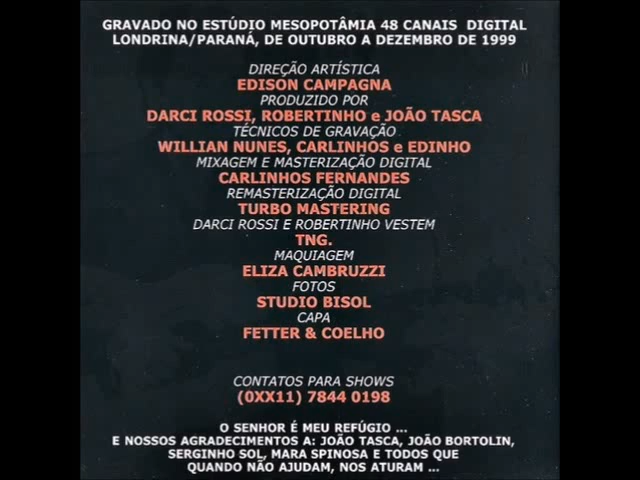 GRAVADO NO ESTÚDIO MESOPOTÂMIA 48 CANAIS DIGITAL
LONDRINA/PARANÁ, DE OUTUBRO A DEZEMBRO DE 1999
DIREÇÃO ARTÍSTICA
EDISON CAMPAGNA
PRODUZIDO POR
DARCI ROSSI, ROBERTINHO e JOÃO TASCA
TÉCNICOS DE GRAVAÇÃO
WILLIAN NUNES, CARLINHOS e EDINHO
MIXAGEM E MASTERIZAÇÃO DIGITAL
CARLINHOS FERNANDES
REMASTERIZAÇÃO DIGITAL
TURBO MASTERING
DARCI ROSSI E ROBERTINHO VESTEM
TNG.
MAQUIAGEM
ELIZA CAMBRUZZI
FOTOS
STUDIO BISOL
CAPA
FETTER & COELHO
CONTATOS PARA SHOWS
(0XX11) 7844 0198
O SENHOR É MEU REFÚGIO ...
E NOSSOS AGRADECIMENTOS A: JOÃO TASCA, JOÃO BORTOLIN,
SERGINHO SOL, MARA SPINOSA E TODOS QUE
QUANDO NÃO AJUDAM, NOS ATURAM ...